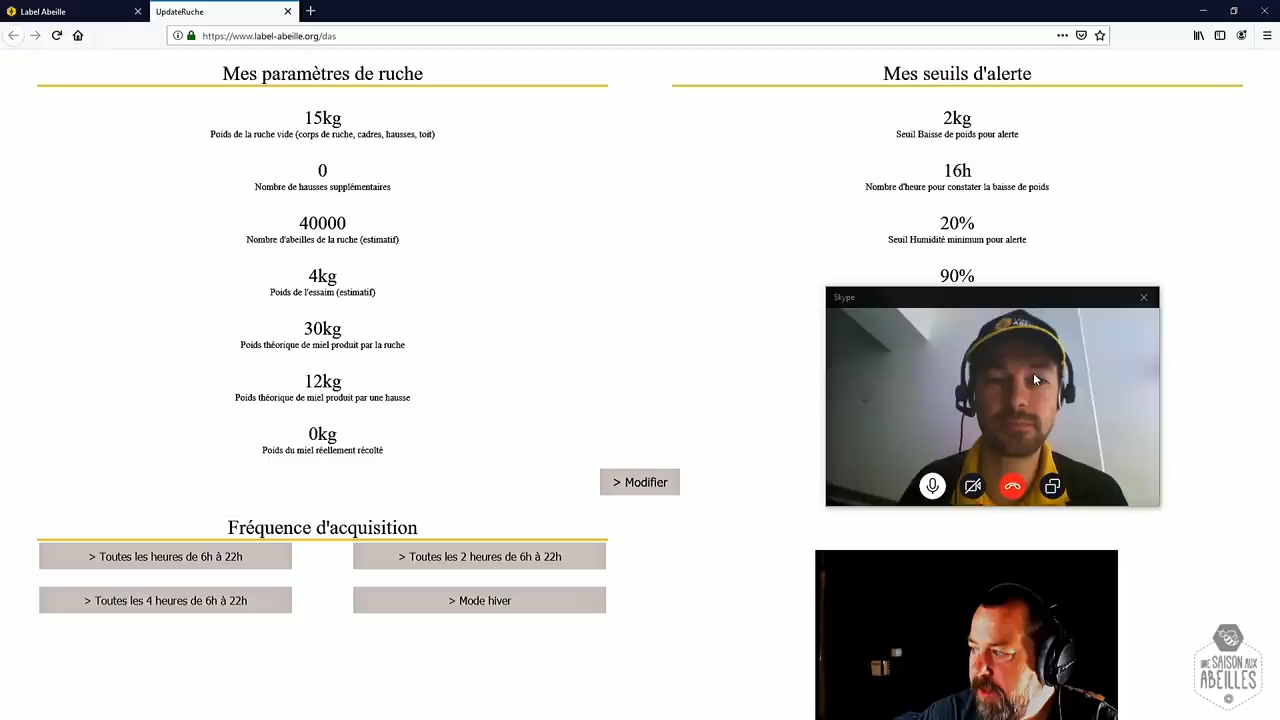 Label Abeille
UpdateRuche
https://www.label-abeille.org/das
Mes paramètres de ruche
15kg
Poids de la ruche vide (corps de ruche, cadres, hausses, toit)
0
Nombre de hausses supplémentaires
40000
Nombre d'abeilles de la ruche (estimatif)
4kg
Poids de l'essaim (estimatif)
30kg
Poids théorique de miel produit par la ruche
12kg
Poids théorique de miel produit par une hausse
0kg
Poids du miel réellement récolté
Mes seuils d'alerte
2kg
Seuil Baisse de poids pour alerte
16h
Nombre d'heure pour constater la baisse de poids
20%
Seuil Humidité minimum pour alerte
90%
Skype
> Modifier
Fréquence d'acquisition
> Toutes les heures de 6h à 22h
> Toutes les 2 heures de 6h à 22h
> Toutes les 4 heures de 6h à 22h
> Mode hiver
UNE SAISON AUX
ABEILLES